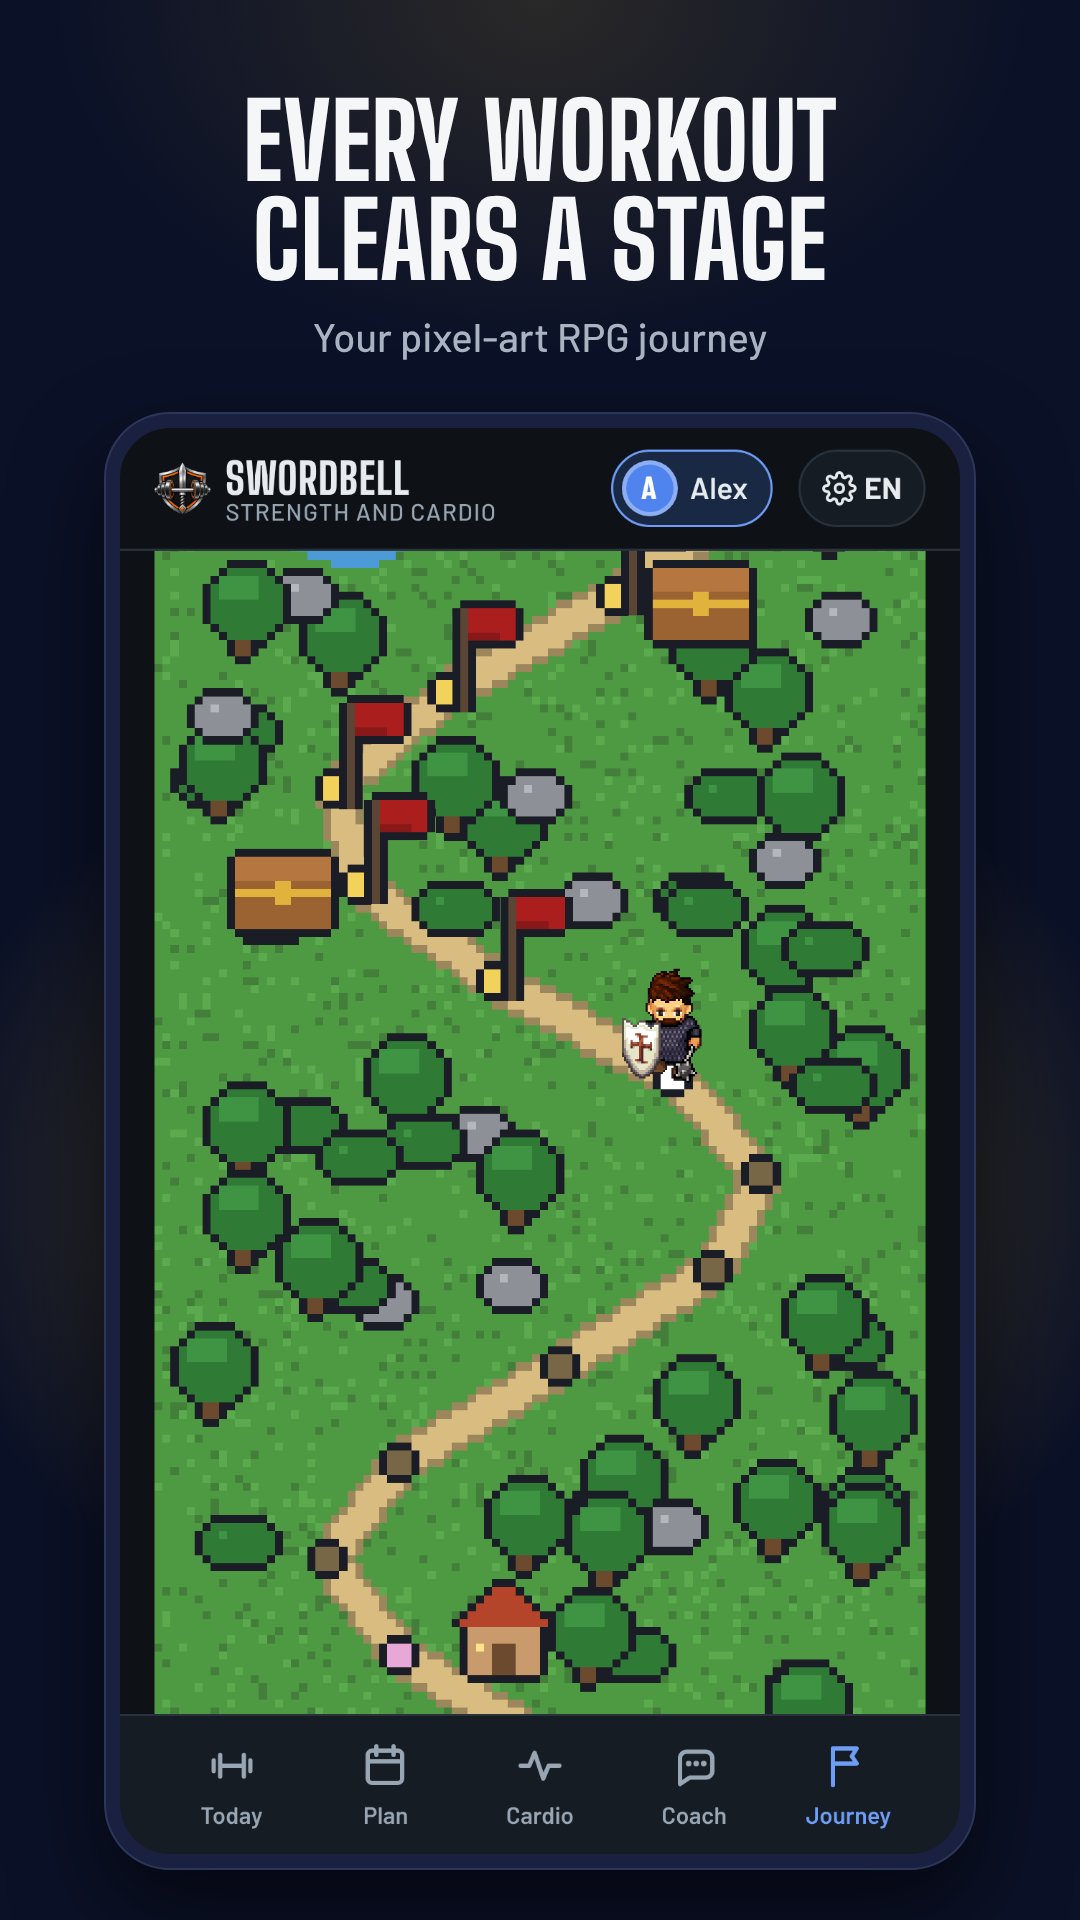 EVERY WORKOUT
CLEARS A STAGE
Your pixel-art RPG journey
SWORDBELL
STRENGTH AND CARDIO
A Alex
EN
Today
Plan
Cardio
Coach
Journey